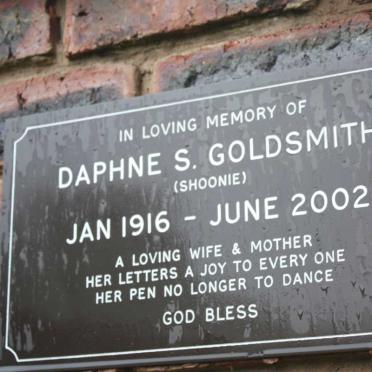 IN LOVING MEMORY OF
DAPHNE S. GOLDSMITH
(SHOONIE)
JAN 1916 - JUNE 2002
A LOVING WIFE & MOTHER
HER LETTERS A JOY TO EVERY ONE
HER PEN NO LONGER TO DANCE
GOD BLESS